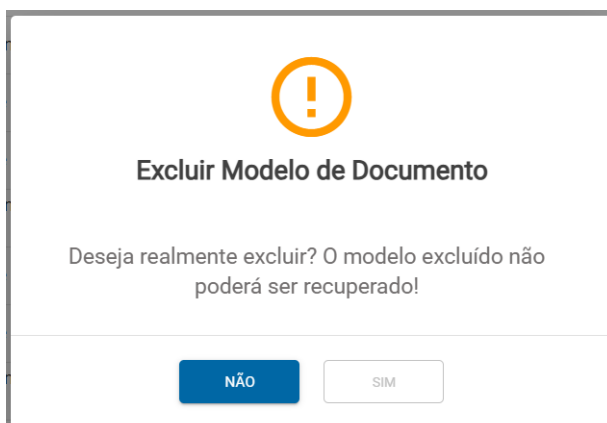 Excluir Modelo de Documento
Deseja realmente excluir? O modelo excluído não
poderá ser recuperado!
NÃO
SIM